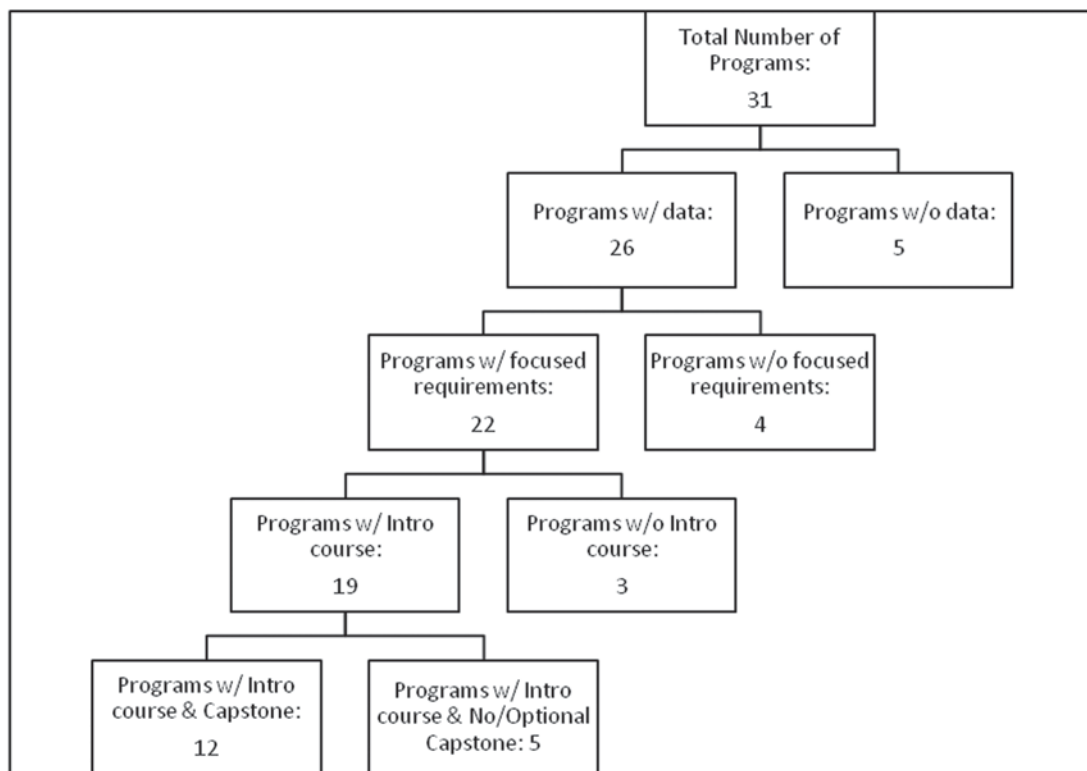 Total Number of
Programs:
31
Programs w/ data:
26
Programs w/o data:
5
Programs w/ focused
requirements:
22
Programs w/o focused
requirements:
4
Programs w/ Intro
course:
19
Programs w/o Intro
course:
3
Programs w/ Intro
course & Capstone:
12
Programs w/ Intro
course & No/Optional
Capstone: 5